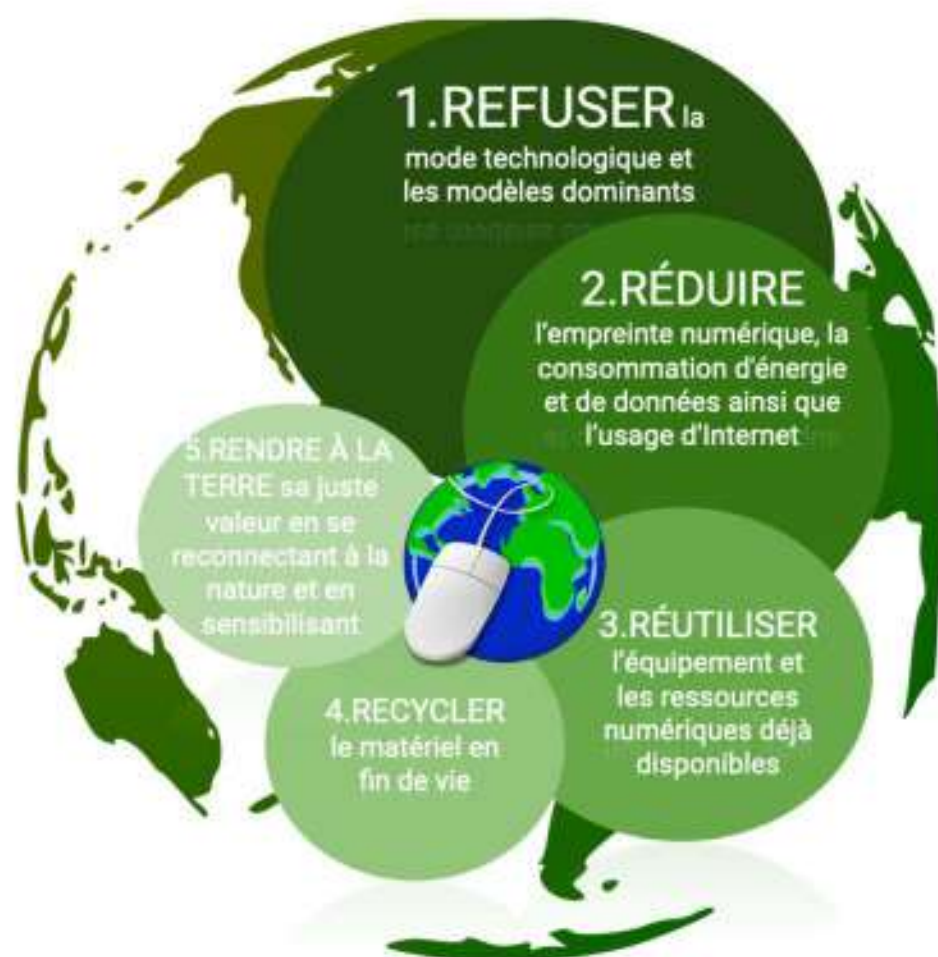 1.REFUSER la
mode technologique et
les modèles dominants
2.RÉDUIRE
l'empreinte numérique, la
consommation d'énergie
et de données ainsi que
l'usage d'Internet
3.RÉUTILISER
l'équipement et
les ressources
numériques déjà
disponibles
4.RECYCLER
le matériel en
fin de vie
5.RENDRE À LA
TERRE sa juste
valeur en se
reconnectant à la
nature et en
sensibilisant